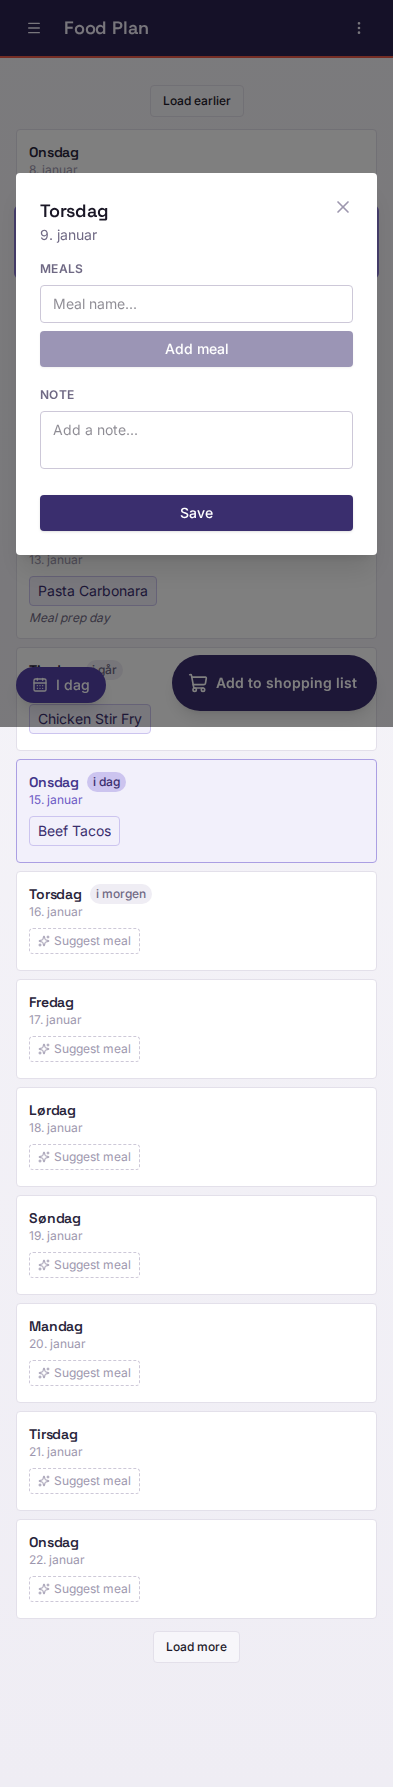 Food Plan
Load earlier
Onsdag
8. januar
Torsdag
9. januar
MEALS
Meal name...
Add meal
NOTE
Add a note...
Save
13. januar
Pasta Carbonara
Meal prep day
i går
I dag
Add to shopping list
Chicken Stir Fry
Onsdag i dag
15. januar
Beef Tacos
Torsdag i morgen
16. januar
Suggest meal
Fredag
17. januar
Suggest meal
Lørdag
18. januar
Suggest meal
Søndag
19. januar
Suggest meal
Mandag
20. januar
Suggest meal
Tirsdag
21. januar
Suggest meal
Onsdag
22. januar
Suggest meal
Load more